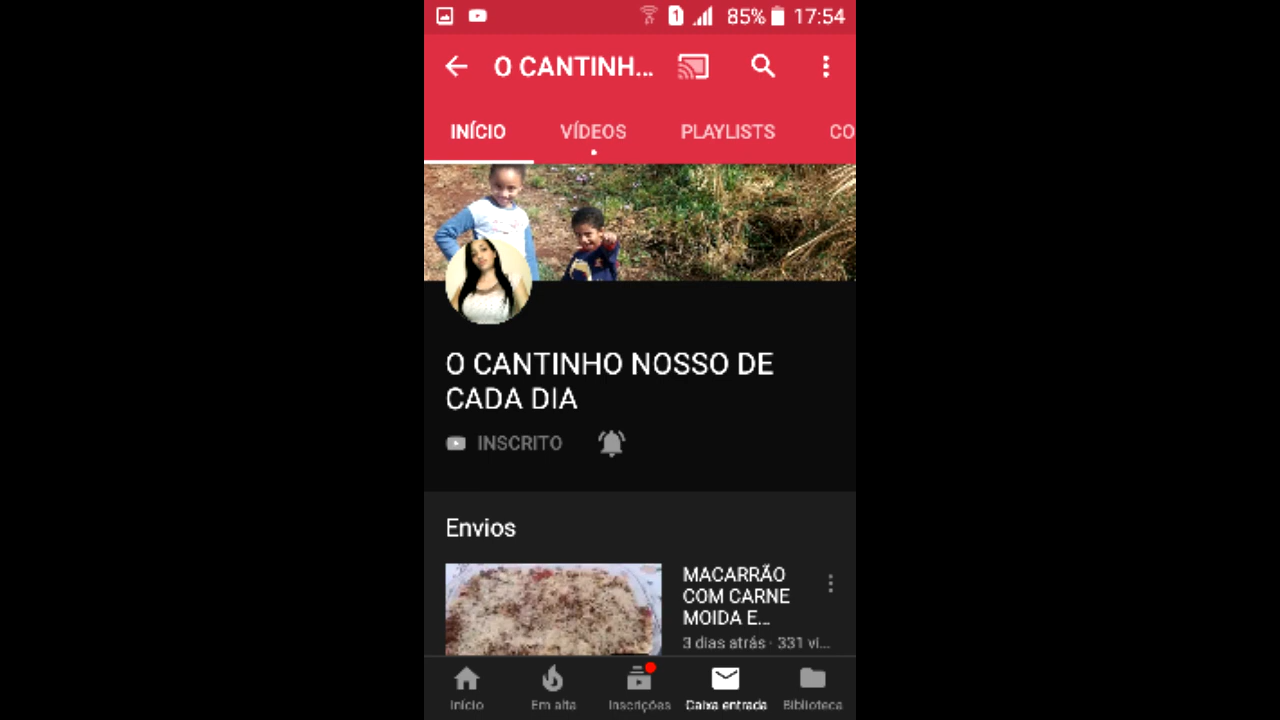 1 85% 17:54
O CANTINH...
INÍCIO VÍDEOS PLAYLISTS CO
O CANTINHO NOSSO DE
CADA DIA
INSCRITO
Envios
MACARRÃO
COM CARNE
MOIDA E...
3 dias atrás · 331 vi...
Início Em alta Inscrições Caixa entrada Biblioteca